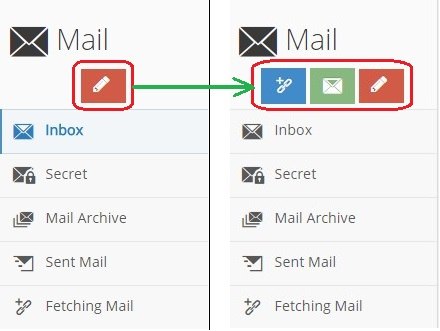 Mail
Inbox
Secret
Mail Archive
Sent Mail
Fetching Mail
Mail
Inbox
Secret
Mail Archive
Sent Mail
Fetching Mail